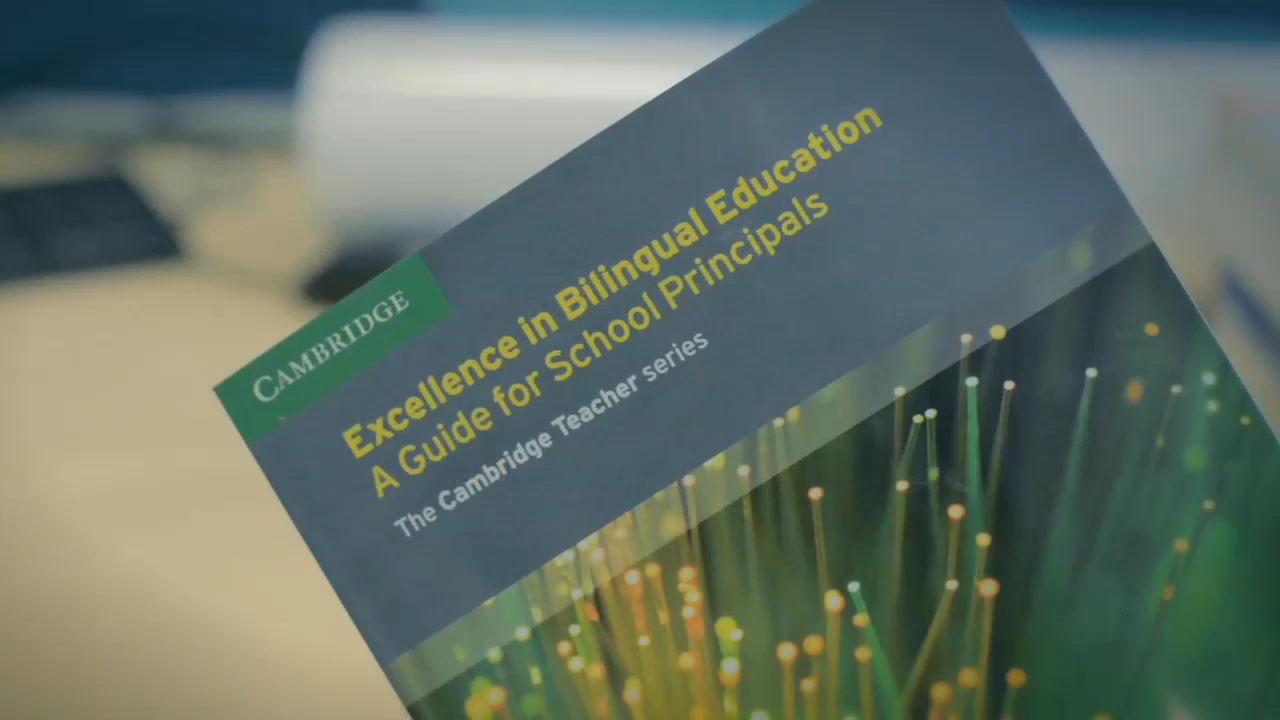 CAMBRIDGE
Excellence in Bilingual Education
A Guide for School Principals
The Cambridge Teacher series